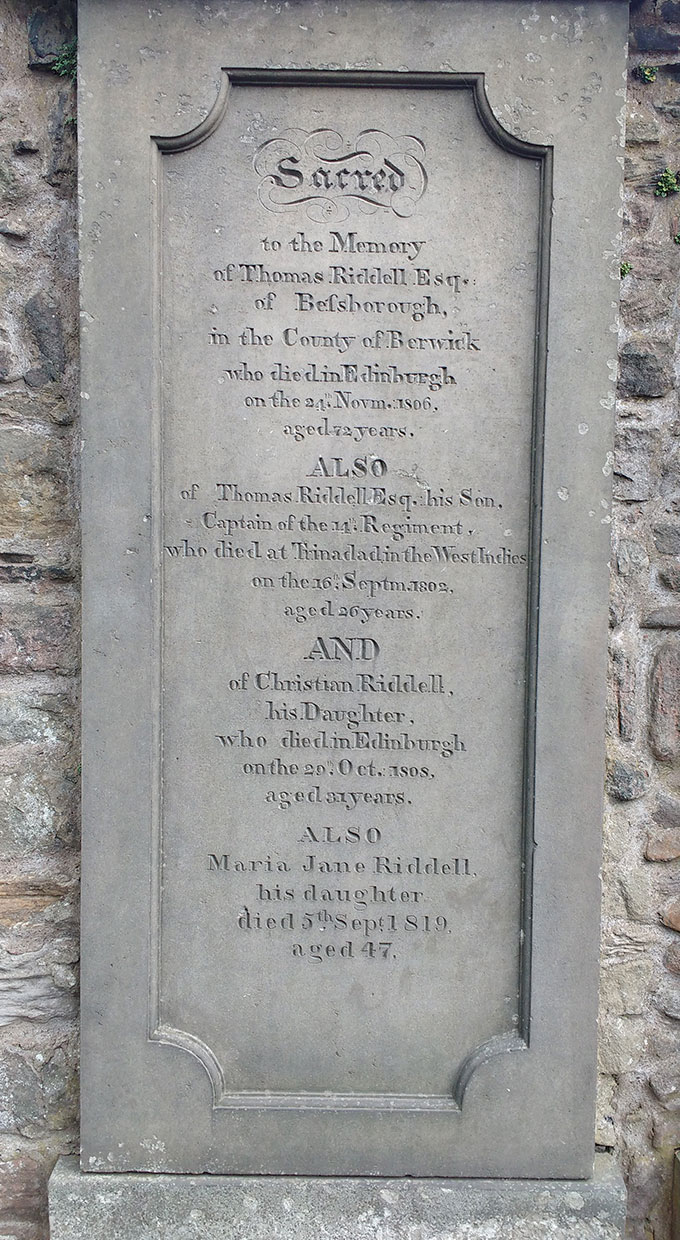 Sacred
to the Memory
of Thomas Riddell Esq.
of Beſsborough,
in the County of Berwick
who died in Edinburgh
on the 24th. Novm. 1806,
aged 72 years.
ALSO
of Thomas Riddell Esq. his Son,
Captain of the 14th. Regiment,
who died at Trinadad, in the West Indies
on the 16th. Septm. 1802,
aged 26 years.
AND
of Christian Riddell,
his Daughter,
who died in Edinburgh
on the 29th. Oct. 1808,
aged 31 years.
ALSO
Maria Jane Riddell,
his daughter
died 5th Sept. 1819,
aged 47.